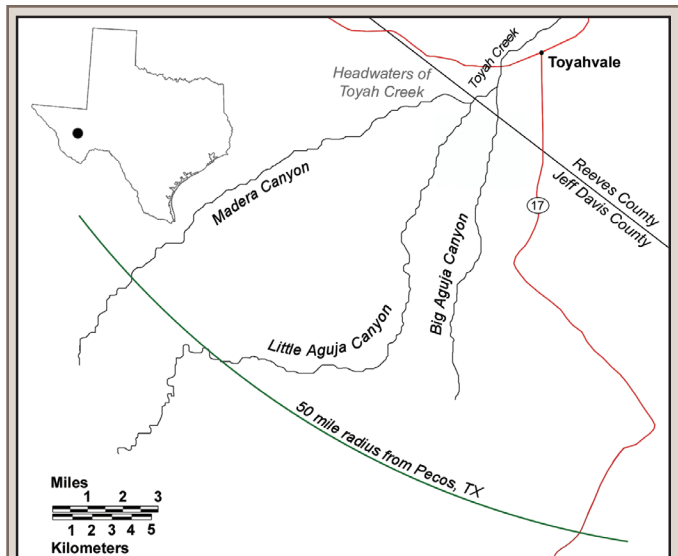 Toyah Creek
Toyahvale
Headwaters of
Toyah Creek
Reeves County
Jeff Davis County
Madera Canyon
17
Big Aguja Canyon
Little Aguja Canyon
50 mile radius from Pecos, TX
Miles
1 2 3
1 2 3 4 5
Kilometers